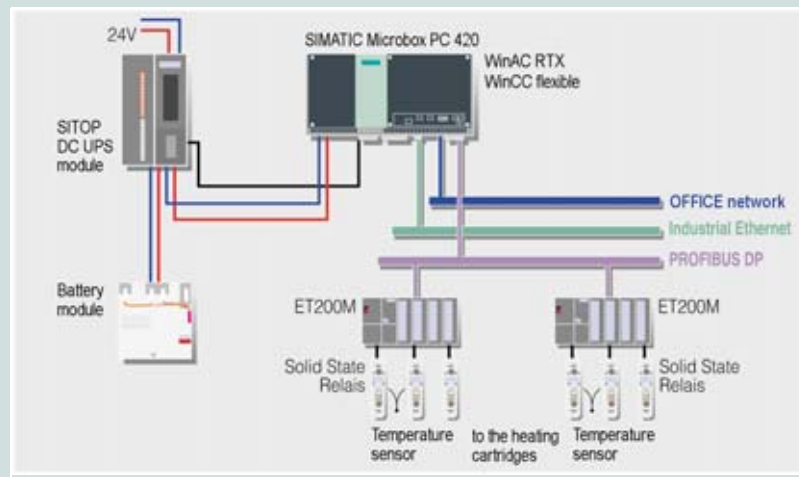 24V
SIMATIC Microbox PC 420
WinAC RTX
WinCC flexible
SITOP
DC UPS
module
OFFICE network
Industrial Ethernet
PROFIBUS DP
Battery
module
ET200M
ET200M
Solid State
Relais
Solid State
Relais
Temperature
sensor
to the heating
cartridges
Temperature
sensor